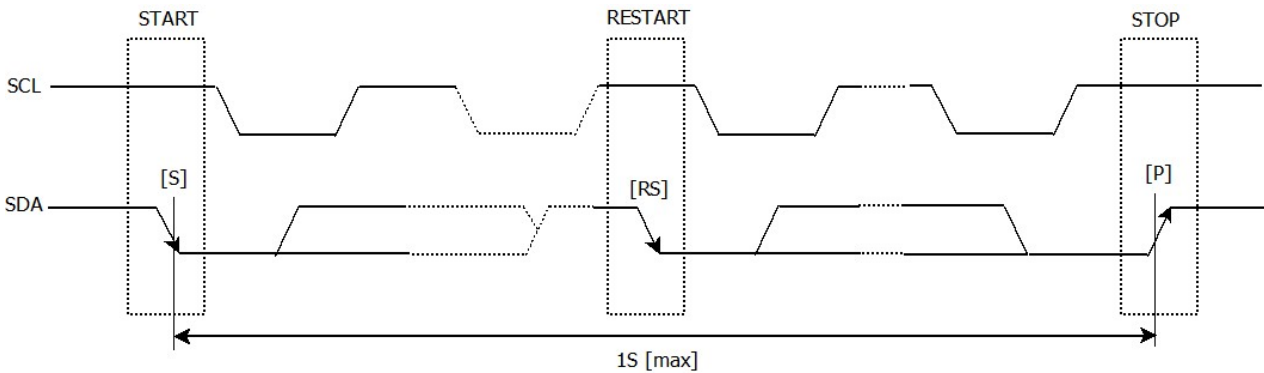 START RESTART STOP
SCL
[S] [RS] [P]
SDA
1S [max]